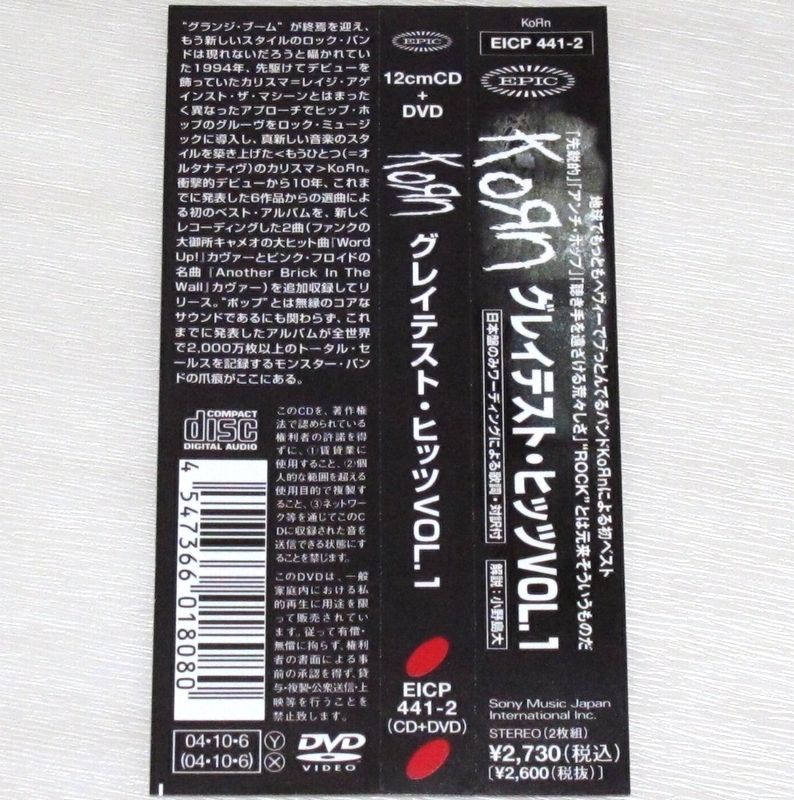 "グランジ・ブーム"が終焉を迎え、
もう新しいスタイルのロック・バン
ドは現れないだろうと囁かれてい
た1994年、先駆けてデビューを
飾っていたカリスマ=レイジ・アゲ
インスト・ザ・マシーンとはまった
く異なったアプローチでヒップ・ホ
ップのグルーヴをロック・ミュージ
ックに導入し、真新しい音楽のスタ
イルを築き上げた<もうひとつ(=オ
ルタナティヴ)のカリスマ>KoЯn。
衝撃的デビューから10年、これま
でに発表した6作品からの選曲によ
る初のベスト・アルバムを、新しく
レコーディングした2曲(ファンクの
大御所キャメオの大ヒット曲『Word
Up!』カヴァーとピンク・フロイドの
名曲『Another Brick In The
Wall』カヴァー)を追加収録してリ
リース。"ポップ"とは無縁のコアな
サウンドであるにも関わらず、これ
までに発表したアルバムが全世界
で2,000万枚以上のトータル・セ
ールスを記録するモンスター・バン
ドの爪痕がここにある。
COMPACT
disc
DIGITAL AUDIO
4 547366 018080
このCDを、著作権
法で認められている
権利者の許諾を得
ずに、①賃貸業に
使用すること、②個
人的な範囲を超える
使用目的で複製す
ること、③ネットワー
ク等を通じてこのC
Dに収録された音を
送信できる状態にす
ることを禁じます。
このDVDは、一般
家庭内における私
的再生に用途を限
って販売されてい
ます。従って有償・
無償に拘らず、権利
者の書面による事
前の承認を得ず、貸
与・複製・公衆送信・上
映等を行うことを
禁止致します。
04・10・6 Y
(04・10・6) X
DVD
VIDEO
EPIC
12cmCD
+
DVD
KoЯn
グレイテスト・ヒッツVOL.1
EICP
441-2
(CD+DVD)
KoЯn
EICP 441-2
EPIC
地球でもっともヘヴィーでブっとんでるバンドKoЯnによる初ベスト
「先鋭的」「ア・ン・チ・ポップ」「聴き手を遠ざける荒々しさ」"ROCK"とは元来そういうものだ
KoЯn
グレイテスト・ヒッツVOL.1
日本盤のみワーディングによる歌詞・対訳付
解説:小野島大
Sony Music Japan
International Inc.
STEREO(2枚組)
¥2,730(税込)
[¥2,600(税抜)]